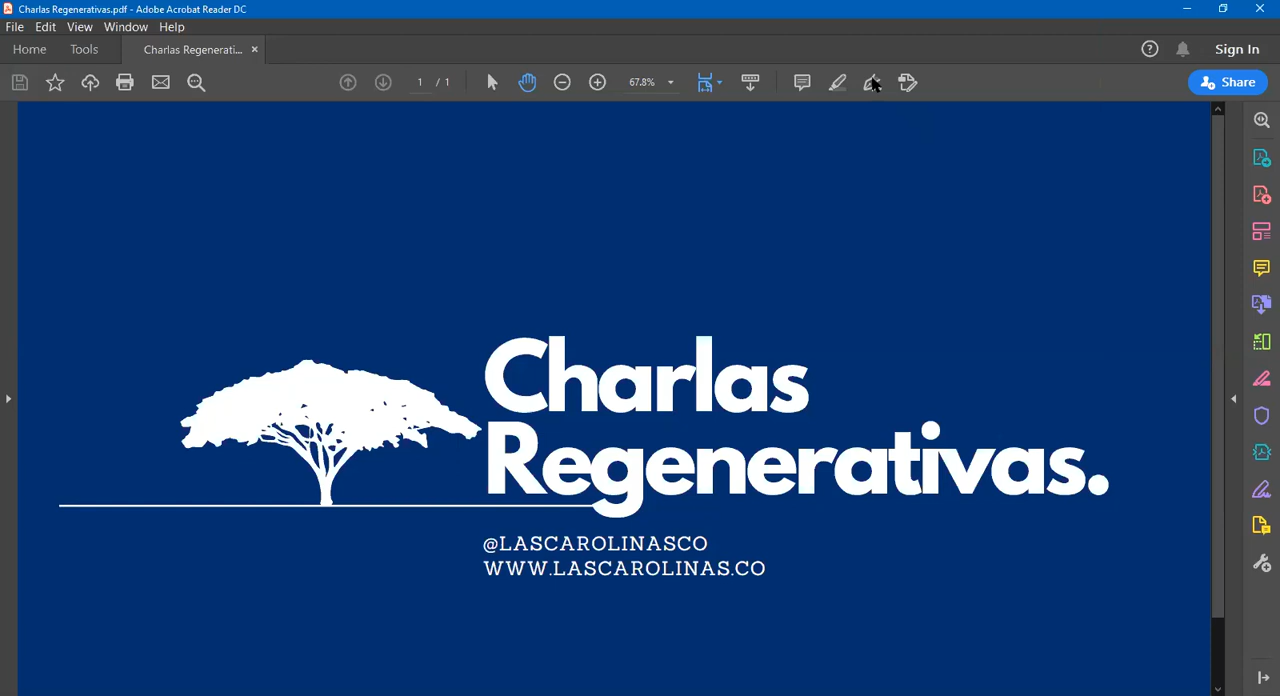 Charlas Regenerativas.pdf - Adobe Acrobat Reader DC
File Edit View Window Help
Home Tools Charlas Regenerati... × Sign In
1 / 1 67.8% Share
Charlas
Regenerativas.
@LASCAROLINASCO
WWW.LASCAROLINAS.CO